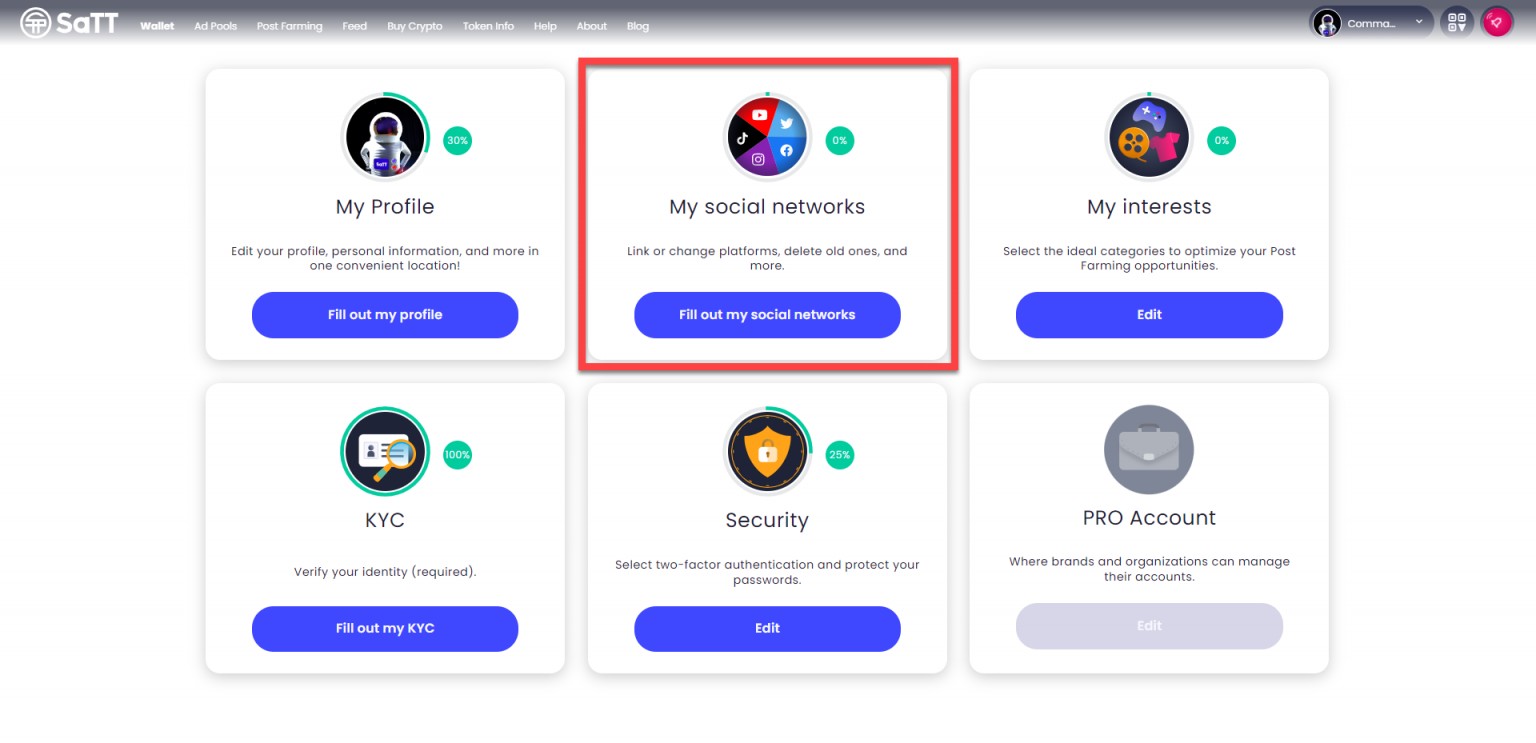 SaTT Wallet Ad Pools Post Farming Feed Buy Crypto Token Info Help About Blog Comma...
30%
0%
0%
SaTT
My Profile
My social networks
My interests
Edit your profile, personal information, and more in
one convenient location!
Link or change platforms, delete old ones, and
more.
Select the ideal categories to optimize your Post
Farming opportunities.
Fill out my profile
Fill out my social networks
Edit
100%
25%
KYC
Security
PRO Account
Verify your identity (required).
Select two-factor authentication and protect your
passwords.
Where brands and organizations can manage
their accounts.
Fill out my KYC
Edit
Edit